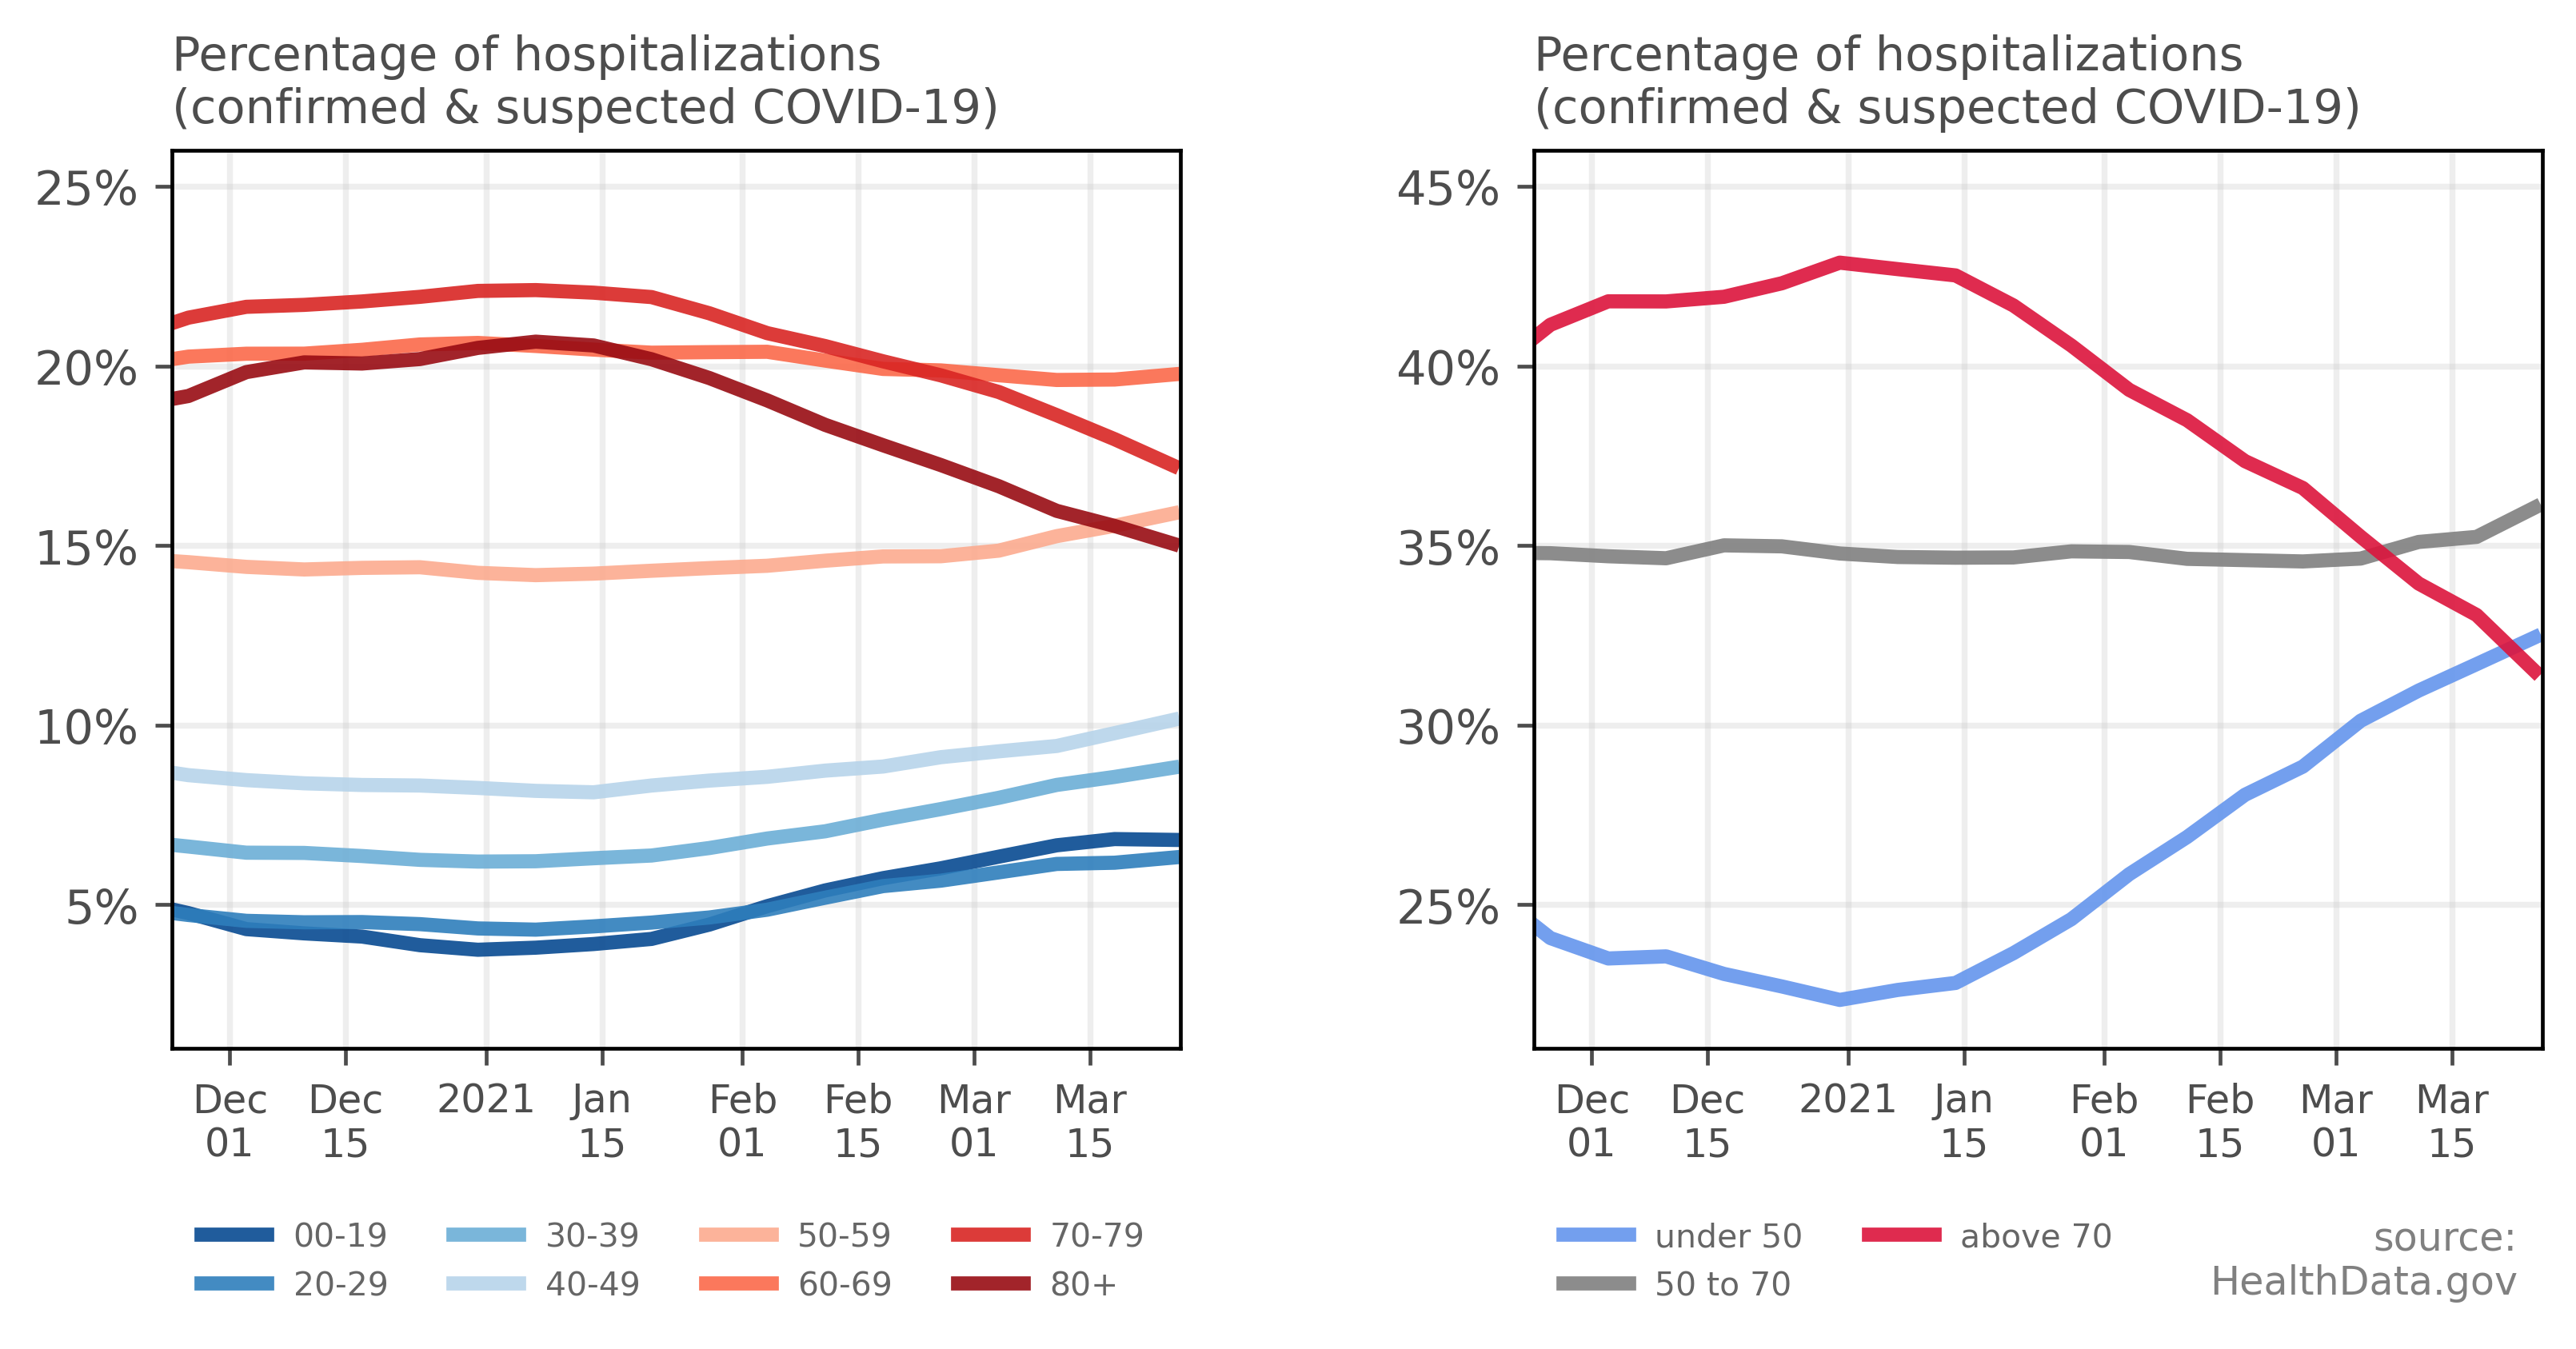 Percentage of hospitalizations
(confirmed & suspected COVID-19)
25%
20%
15%
10%
5%
Dec
01
Dec
15
2021
Jan
15
Feb
01
Feb
15
Mar
01
Mar
15
00-19
20-29
30-39
40-49
50-59
60-69
70-79
80+
Percentage of hospitalizations
(confirmed & suspected COVID-19)
45%
40%
35%
30%
25%
Dec
01
Dec
15
2021
Jan
15
Feb
01
Feb
15
Mar
01
Mar
15
under 50
50 to 70
above 70
source:
HealthData.gov